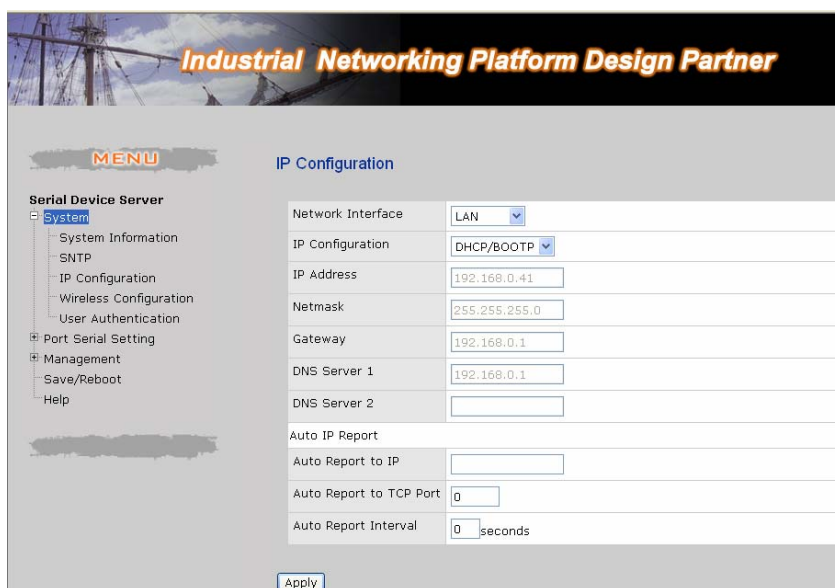 Industrial Networking Platform Design Partner
MENU
Serial Device Server
System
System Information
SNTP
IP Configuration
Wireless Configuration
User Authentication
Port Serial Setting
Management
Save/Reboot
Help
IP Configuration
Network Interface LAN
IP Configuration DHCP/BOOTP
IP Address 192.168.0.41
Netmask 255.255.255.0
Gateway 192.168.0.1
DNS Server 1 192.168.0.1
DNS Server 2
Auto IP Report
Auto Report to IP
Auto Report to TCP Port 0
Auto Report Interval 0 seconds
Apply